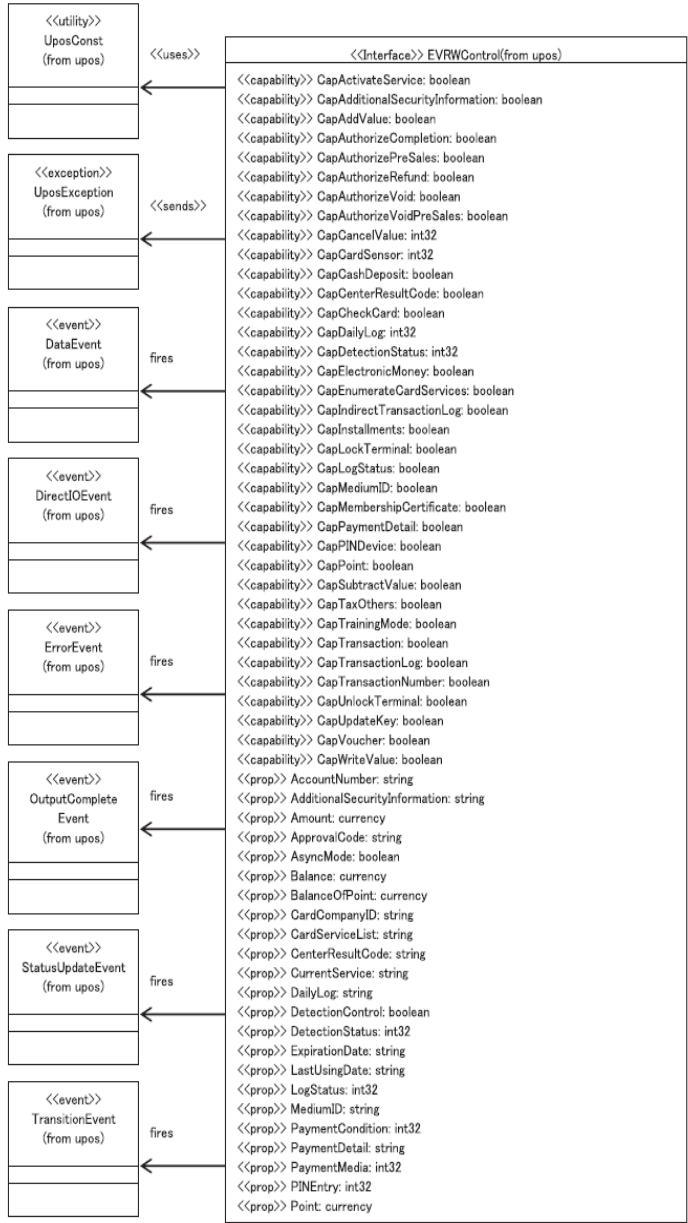 <<utility>>
UposConst
(from upos)
<<uses>>
<<exception>>
UposException
(from upos)
<<sends>>
<<event>>
DataEvent
(from upos)
fires
<<event>>
DirectIOEvent
(from upos)
fires
<<event>>
ErrorEvent
(from upos)
fires
<<event>>
OutputComplete
Event
(from upos)
fires
<<event>>
StatusUpdateEvent
(from upos)
fires
<<event>>
TransitionEvent
(from upos)
fires
<<Interface>> EVRWControl(from upos)
<<capability>> CapActivateService: boolean
<<capability>> CapAdditionalSecurityInformation: boolean
<<capability>> CapAddValue: boolean
<<capability>> CapAuthorizeCompletion: boolean
<<capability>> CapAuthorizePreSales: boolean
<<capability>> CapAuthorizeRefund: boolean
<<capability>> CapAuthorizeVoid: boolean
<<capability>> CapAuthorizeVoidPreSales: boolean
<<capability>> CapCancelValue: int32
<<capability>> CapCardSensor: int32
<<capability>> CapCashDeposit: boolean
<<capability>> CapCenterResultCode: boolean
<<capability>> CapCheckCard: boolean
<<capability>> CapDailyLog: int32
<<capability>> CapDetectionStatus: int32
<<capability>> CapElectronicMoney: boolean
<<capability>> CapEnumerateCardServices: boolean
<<capability>> CapIndirectTransactionLog: boolean
<<capability>> CapInstallments: boolean
<<capability>> CapLockTerminal: boolean
<<capability>> CapLogStatus: boolean
<<capability>> CapMediumID: boolean
<<capability>> CapMembershipCertificate: boolean
<<capability>> CapPaymentDetail: boolean
<<capability>> CapPINDevice: boolean
<<capability>> CapPoint: boolean
<<capability>> CapSubtractValue: boolean
<<capability>> CapTaxOthers: boolean
<<capability>> CapTrainingMode: boolean
<<capability>> CapTransaction: boolean
<<capability>> CapTransactionLog: boolean
<<capability>> CapTransactionNumber: boolean
<<capability>> CapUnlockTerminal: boolean
<<capability>> CapUpdateKey: boolean
<<capability>> CapVoucher: boolean
<<capability>> CapWriteValue: boolean
<<prop>> AccountNumber: string
<<prop>> AdditionalSecurityInformation: string
<<prop>> Amount: currency
<<prop>> ApprovalCode: string
<<prop>> AsyncMode: boolean
<<prop>> Balance: currency
<<prop>> BalanceOfPoint: currency
<<prop>> CardCompanyID: string
<<prop>> CardServiceList: string
<<prop>> CenterResultCode: string
<<prop>> CurrentService: string
<<prop>> DailyLog: string
<<prop>> DetectionControl: boolean
<<prop>> DetectionStatus: int32
<<prop>> ExpirationDate: string
<<prop>> LastUsingDate: string
<<prop>> LogStatus: int32
<<prop>> MediumID: string
<<prop>> PaymentCondition: int32
<<prop>> PaymentDetail: string
<<prop>> PaymentMedia: int32
<<prop>> PINEntry: int32
<<prop>> Point: currency